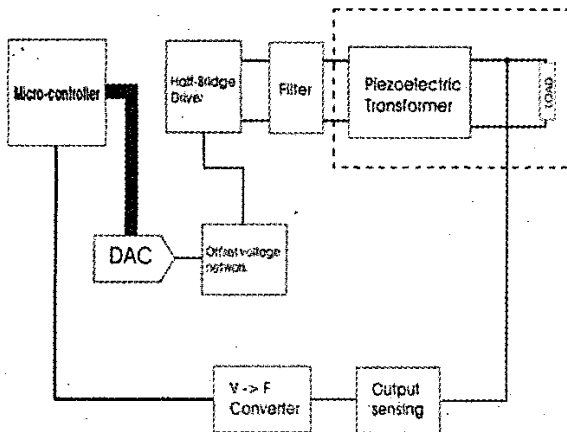 Micro-controller
Half-Bridge
Driver
Filter
Piezoelectric
Transformer
LOAD
DAC
Offset voltage
network
V -> F
Converter
Output
sensing